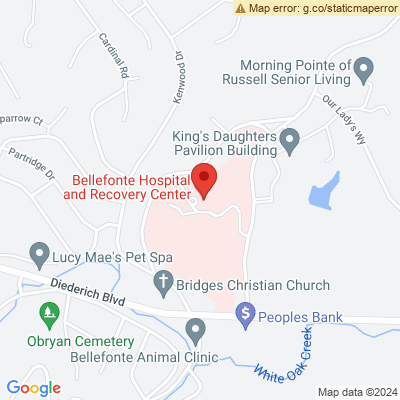 Map error: g.co/staticmaperror
Cardinal Rd
Kenwood Dr
Morning Pointe of
Russell Senior Living
Our Lady's Wy
parrow Ct
King's Daughters
Pavilion Building
Partridge Dr
Bellefonte Hospital
and Recovery Center
Lucy Mae's Pet Spa
Bridges Christian Church
Diederich Blvd
Obryan Cemetery
Peoples Bank
Bellefonte Animal Clinic
White Oak Creek
Google
Map data ©2024